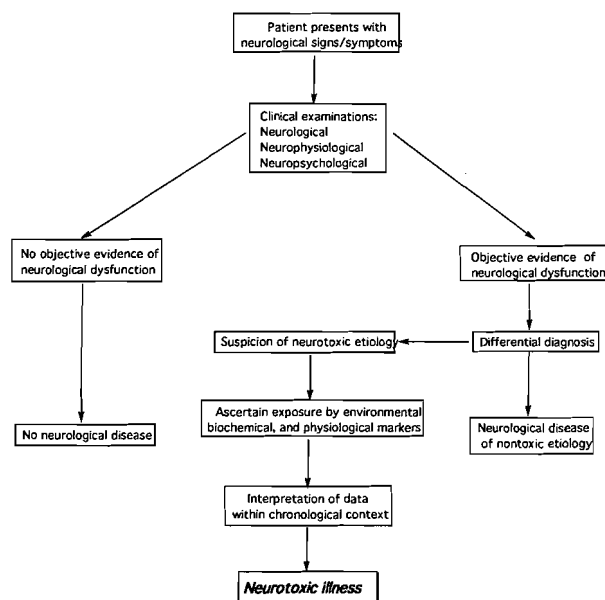 Patient presents with
neurological signs/symptoms
Clinical examinations:
Neurological
Neurophysiological
Neuropsychological
No objective evidence of
neurological dysfunction
Objective evidence of
neurological dysfunction
Suspicion of neurotoxic etiology
Differential diagnosis
No neurological disease
Ascertain exposure by environmental
biochemical, and physiological markers
Neurological disease
of nontoxic etiology
Interpretation of data
within chronological context
Neurotoxic illness